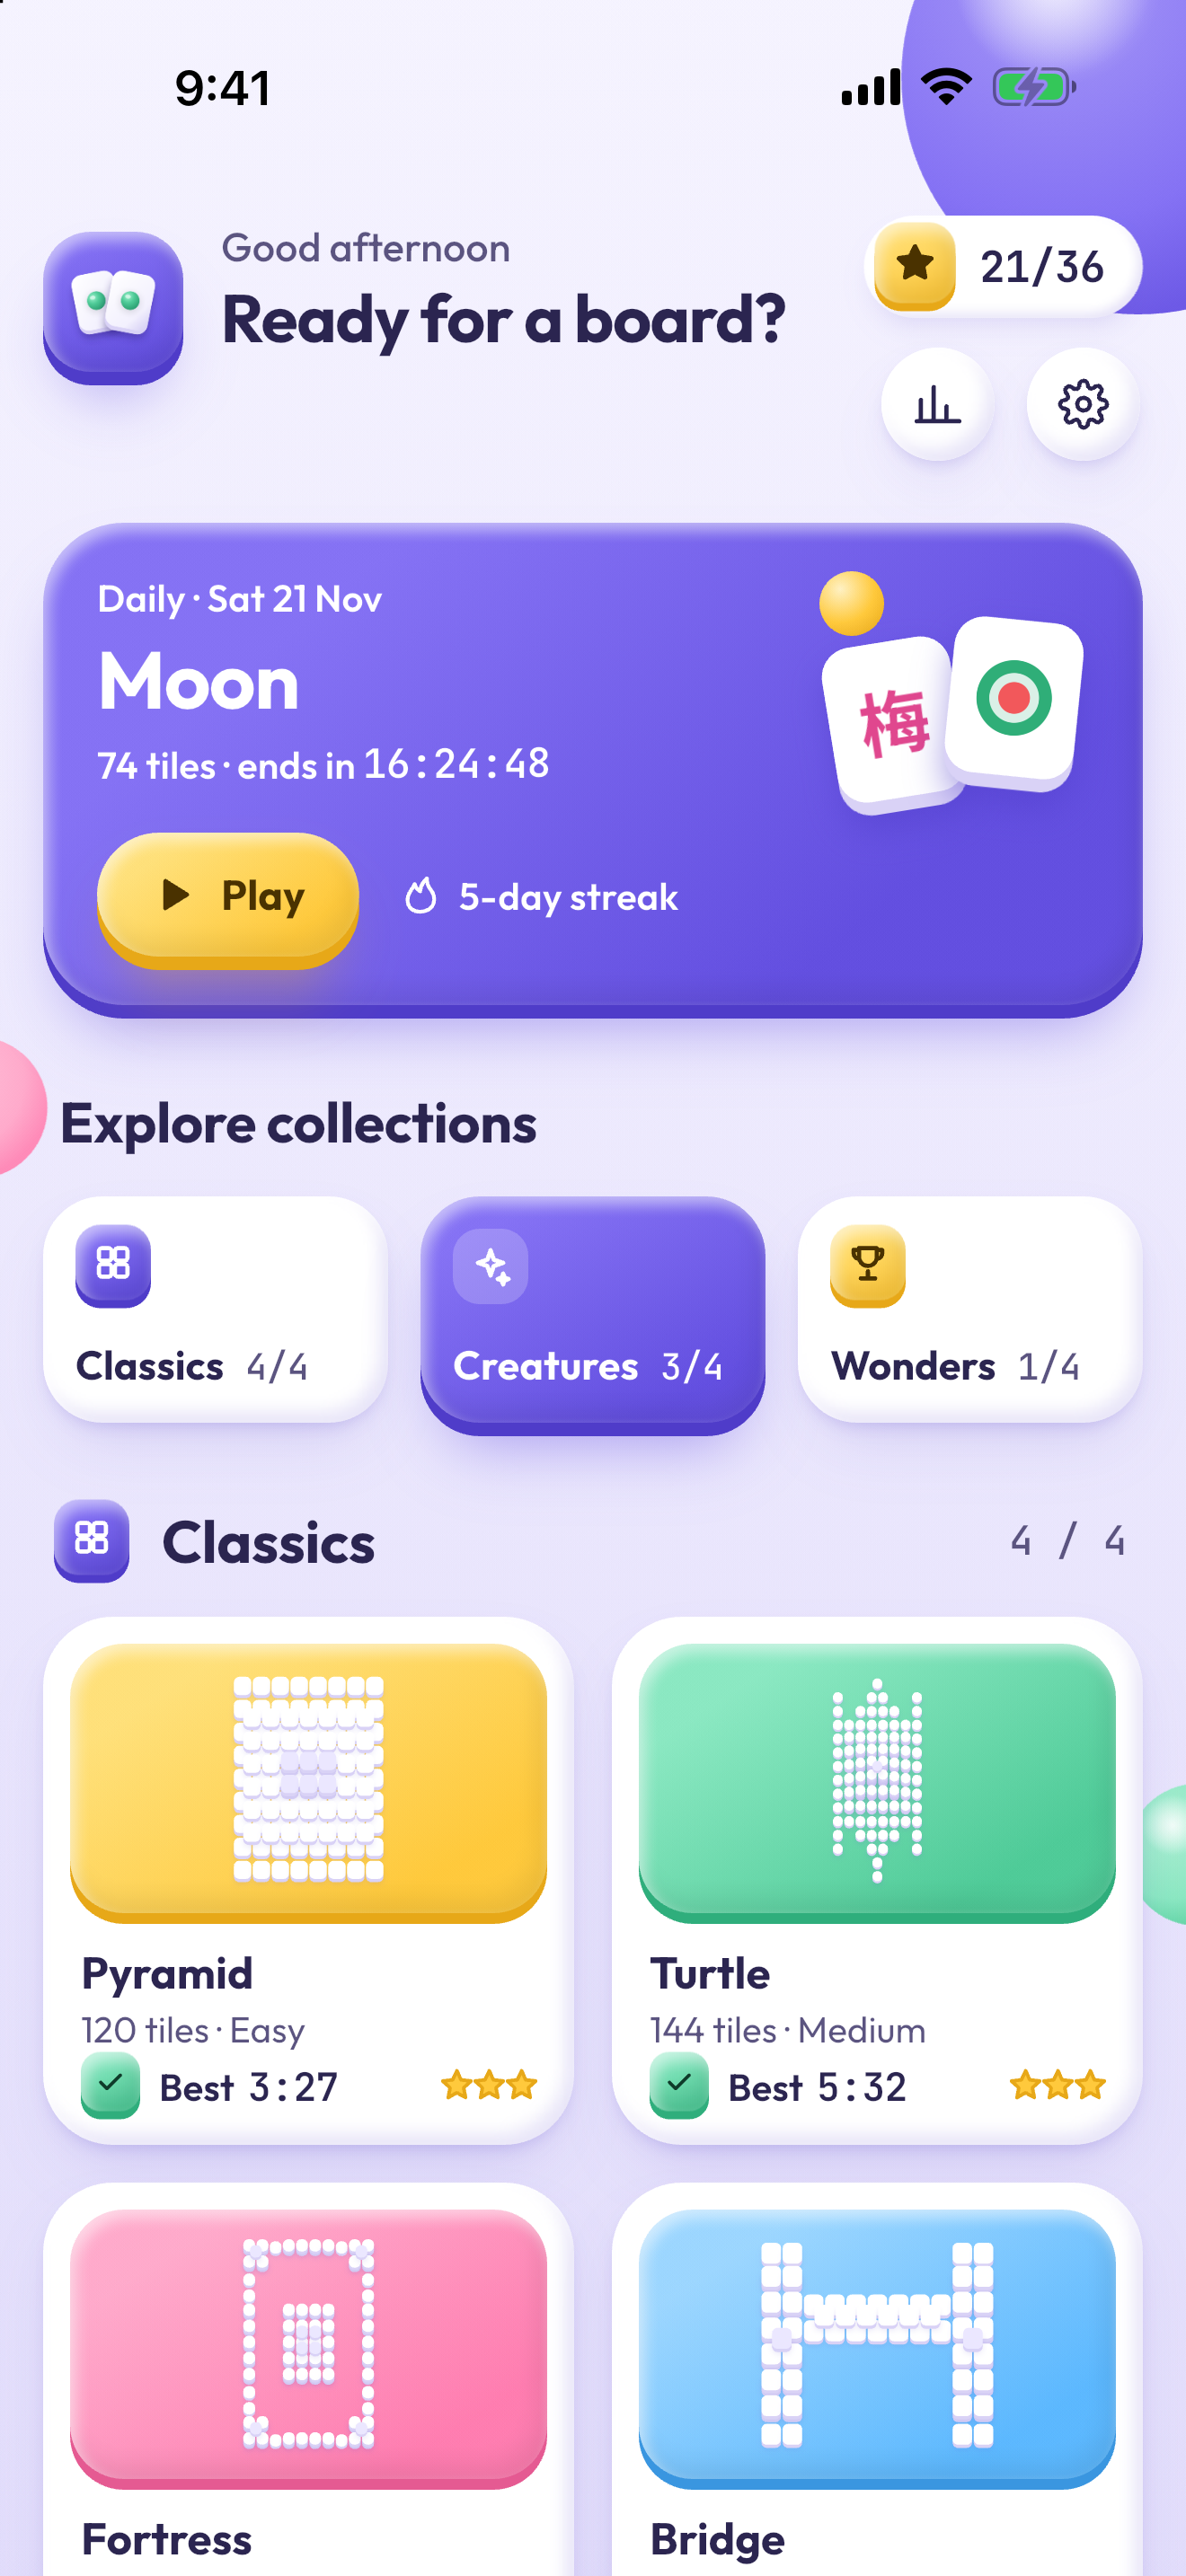 9:41
Good afternoon
Ready for a board?
21/36
Daily · Sat 21 Nov
Moon
74 tiles · ends in 16:24:48
梅
Play
5-day streak
Explore collections
Classics 4/4
Creatures 3/4
Wonders 1/4
Classics
4 / 4
Pyramid
120 tiles · Easy
Best 3:27
Turtle
144 tiles · Medium
Best 5:32
Fortress
Bridge